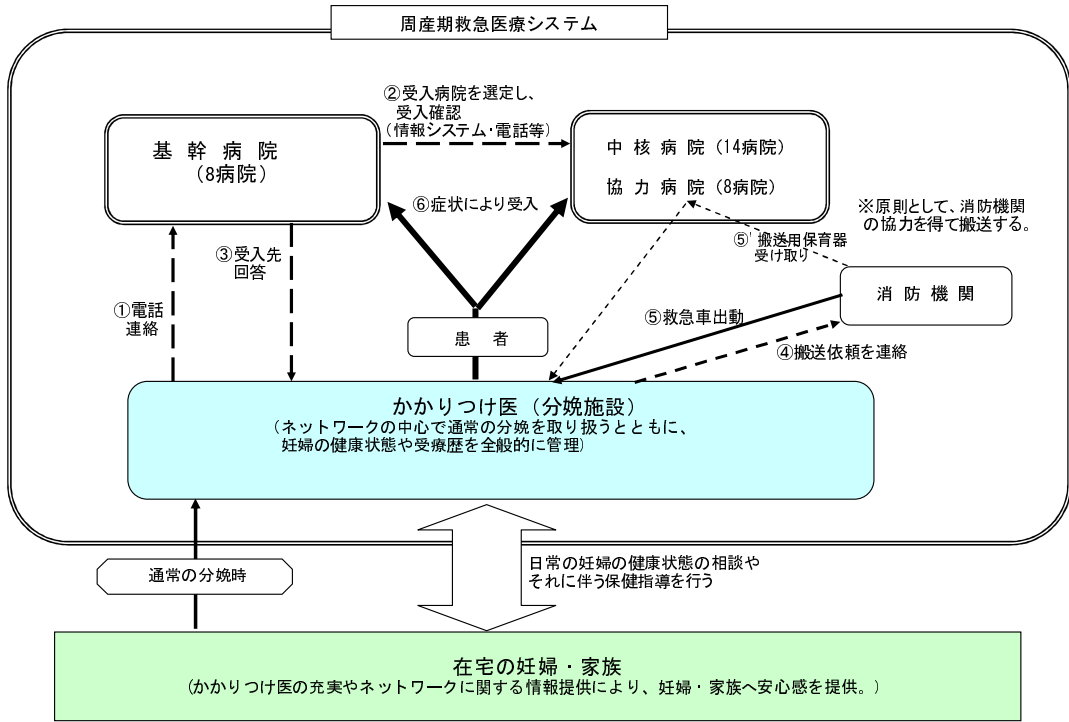 周産期救急医療システム
②受入病院を選定し、
受入確認
（情報システム・電話等）
基幹病院
（8病院）
中核病院（14病院）
協力病院（8病院）
⑥症状により受入
※原則として、消防機関
の協力を得て搬送する。
③受入先
回答
⑤' 搬送用保育器
受け取り
消防機関
①電話
連絡
⑤救急車出動
患者
④搬送依頼を連絡
かかりつけ医（分娩施設）
（ネットワークの中心で通常の分娩を取り扱うとともに、
妊婦の健康状態や受療歴を全般的に管理）
通常の分娩時
日常の妊婦の健康状態の相談や
それに伴う保健指導を行う
在宅の妊婦・家族
（かかりつけ医の充実やネットワークに関する情報提供により、妊婦・家族へ安心感を提供。）